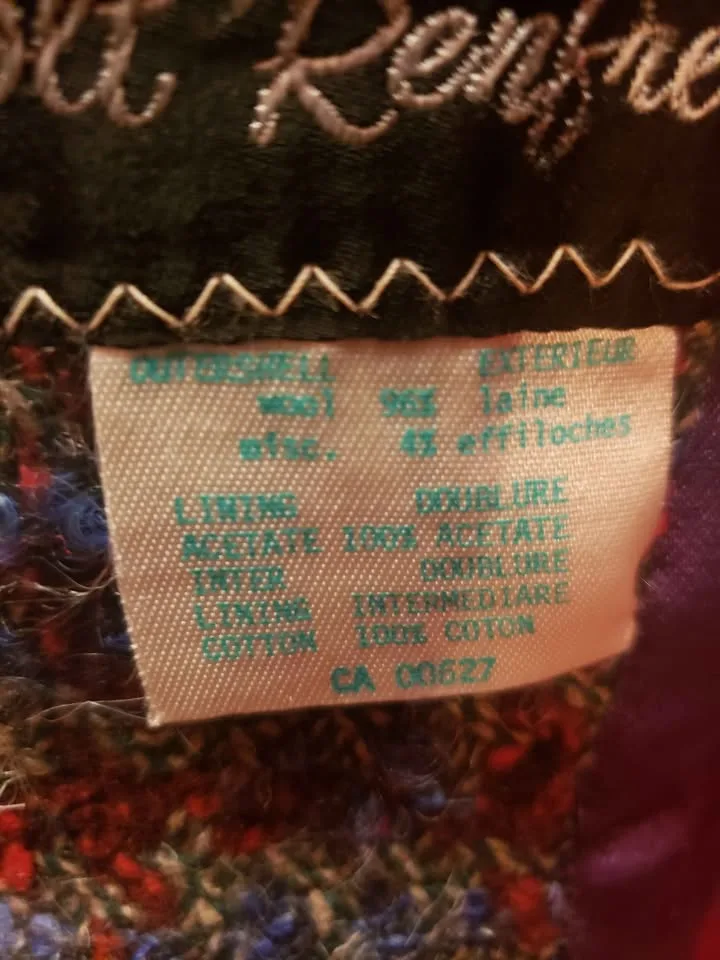 Renfre
OUTERSHELL EXTERIEUR
wool 96% laine
misc. 4% effiloches
LINING DOUBLURE
ACETATE 100% ACETATE
INTER DOUBLURE
LINING INTERMEDIARE
COTTON 100% COTON
CA 00627